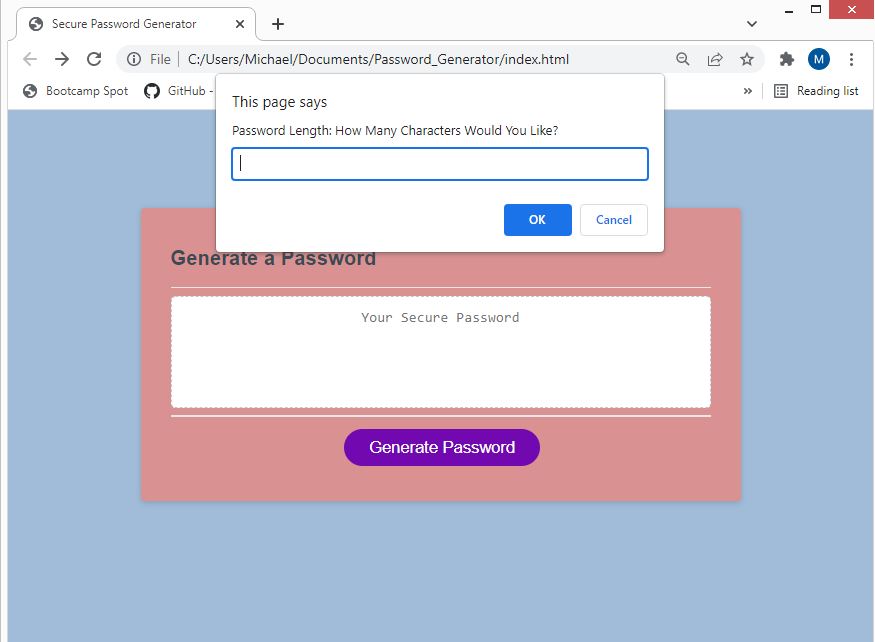 Secure Password Generator
File C:/Users/Michael/Documents/Password_Generator/index.html
M
Bootcamp Spot GitHub - » Reading list
This page says
Password Length: How Many Characters Would You Like?
OK Cancel
Generate a Password
Your Secure Password
Generate Password